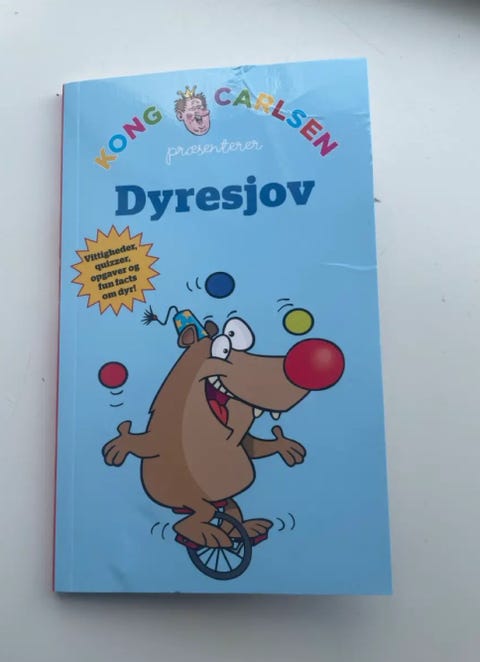 KONG CARLSEN
præsenterer
Dyresjov
Vittigheder,
quizzer,
opgaver og
fun facts
om dyr!